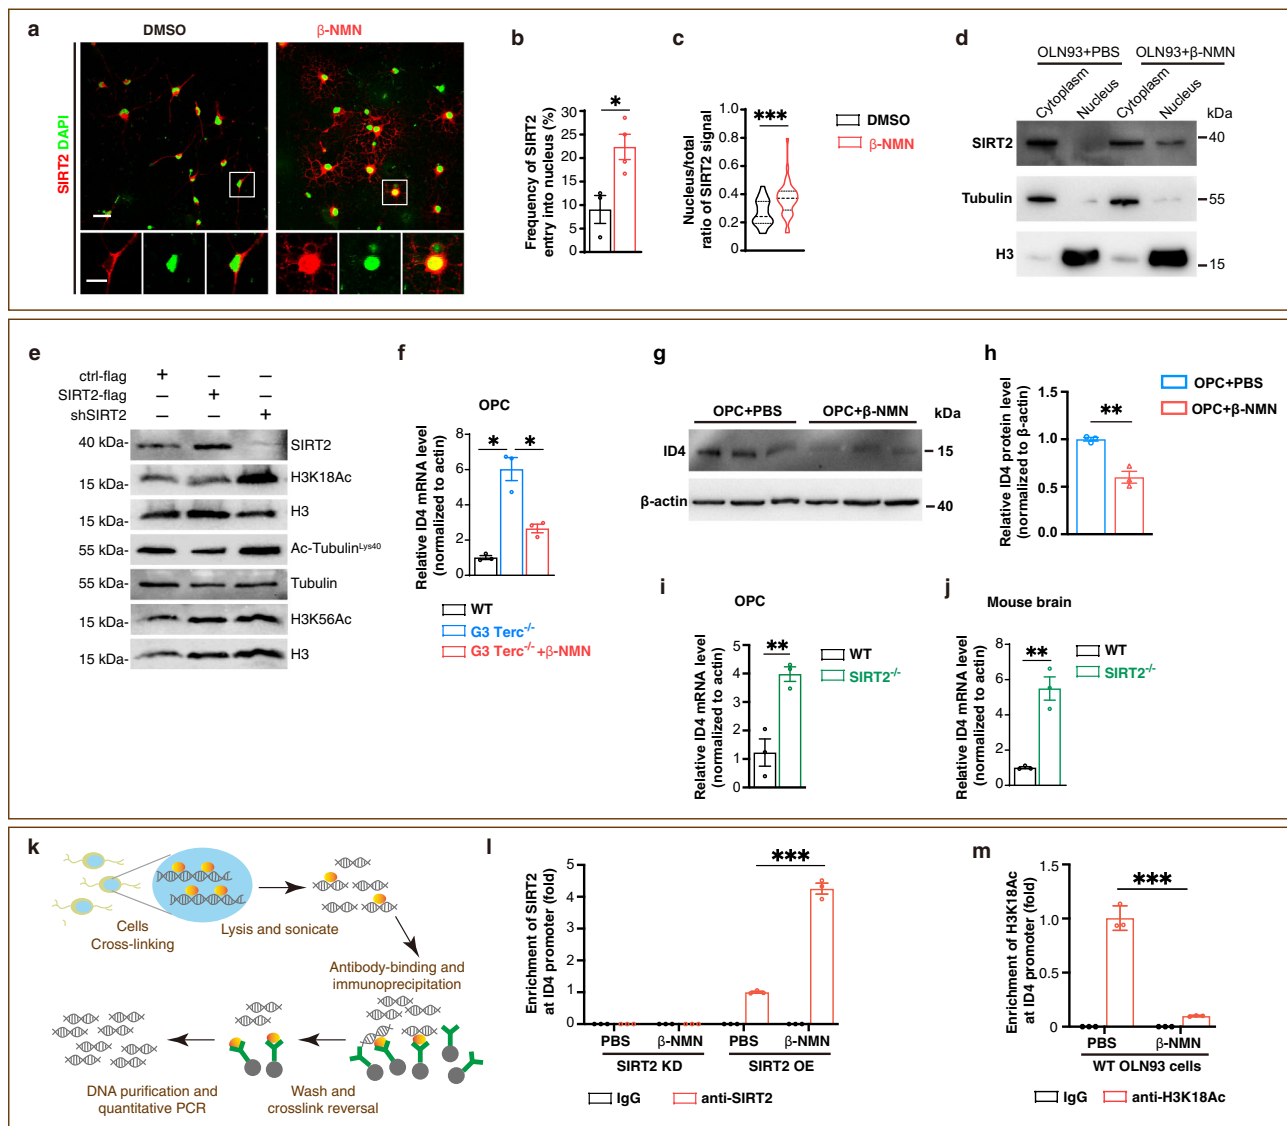 a
DMSO
β-NMN
SIRT2 DAPI
b
Frequency of SIRT2
entry into nucleus (%)
30
25
20
15
10
5
0
*
c
Nucleus/total
ratio of SIRT2 signal
1.0
0.8
0.6
0.4
0.2
0
***
DMSO
β-NMN
d
OLN93+PBS
OLN93+β-NMN
Cytoplasm
Nucleus
Cytoplasm
Nucleus
kDa
SIRT2
40
Tubulin
55
H3
15
e
ctrl-flag + − −
SIRT2-flag − + −
shSIRT2 − − +
40 kDa- SIRT2
15 kDa- H3K18Ac
15 kDa- H3
55 kDa- Ac-TubulinLys40
55 kDa- Tubulin
15 kDa- H3K56Ac
15 kDa- H3
f
OPC
Relative ID4 mRNA level
(normalized to actin)
8
6
4
2
0
* *
WT
G3 Terc-/-
G3 Terc-/-+β-NMN
g
OPC+PBS
OPC+β-NMN
kDa
ID4
15
β-actin
40
h
Relative ID4 protein level
(normalized to β-actin)
1.5
1.0
0.5
0.0
**
OPC+PBS
OPC+β-NMN
i
OPC
Relative ID4 mRNA level
(normalized to actin)
5
4
3
2
1
0
**
WT
SIRT2-/-
j
Mouse brain
Relative ID4 mRNA level
(normalized to actin)
10
8
6
4
2
0
**
WT
SIRT2-/-
k
Cells
Cross-linking
Lysis and sonicate
Antibody-binding and
immunoprecipitation
Wash and
crosslink reversal
DNA purification and
quantitative PCR
l
Enrichment of SIRT2
at ID4 promoter (fold)
5
4
3
2
1
0
***
PBS
β-NMN
PBS
β-NMN
SIRT2 KD
SIRT2 OE
IgG
anti-SIRT2
m
Enrichment of H3K18Ac
at ID4 promoter (fold)
1.5
1.0
0.5
0
***
PBS
β-NMN
WT OLN93 cells
IgG
anti-H3K18Ac